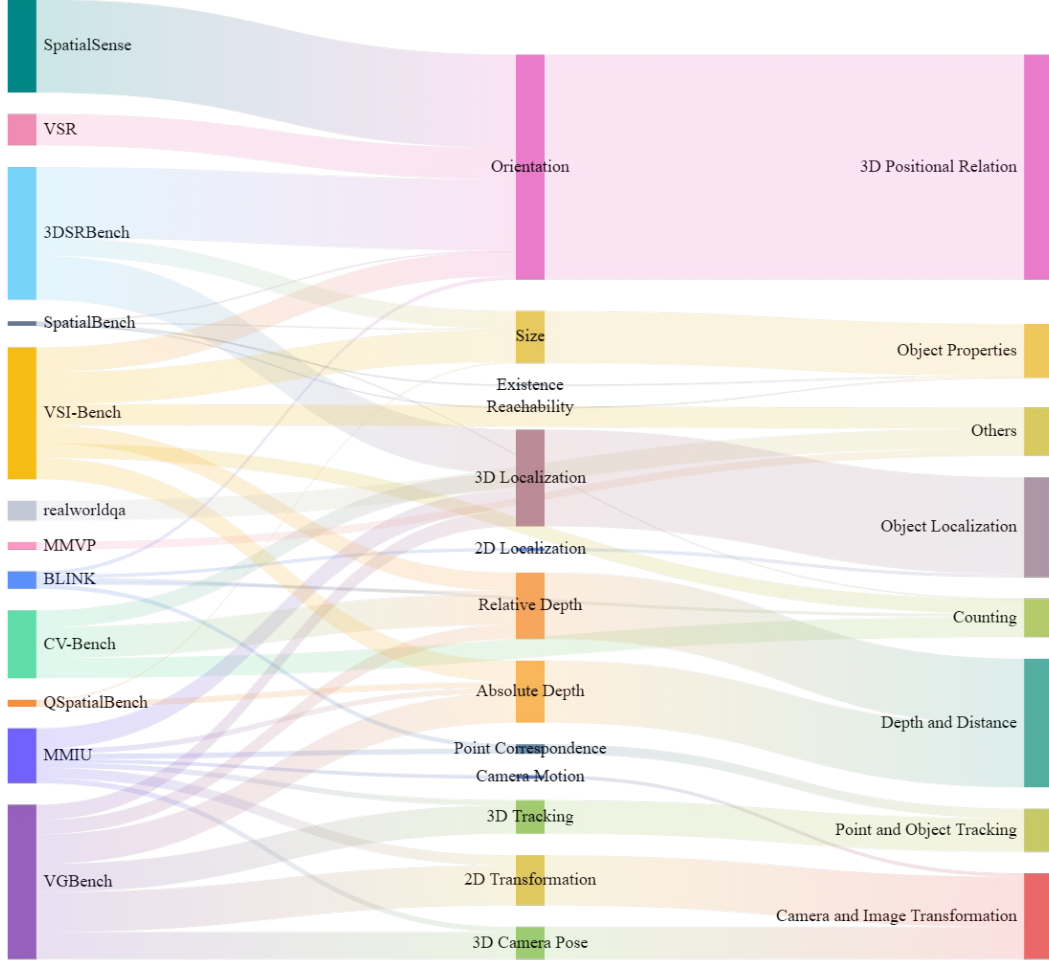 SpatialSense
VSR
3DSRBench
SpatialBench
VSI-Bench
realworldqa
MMVP
BLINK
CV-Bench
QSpatialBench
MMIU
VGBench
Orientation
Size
Existence
Reachability
3D Localization
2D Localization
Relative Depth
Absolute Depth
Point Correspondence
Camera Motion
3D Tracking
2D Transformation
3D Camera Pose
3D Positional Relation
Object Properties
Others
Object Localization
Counting
Depth and Distance
Point and Object Tracking
Camera and Image Transformation